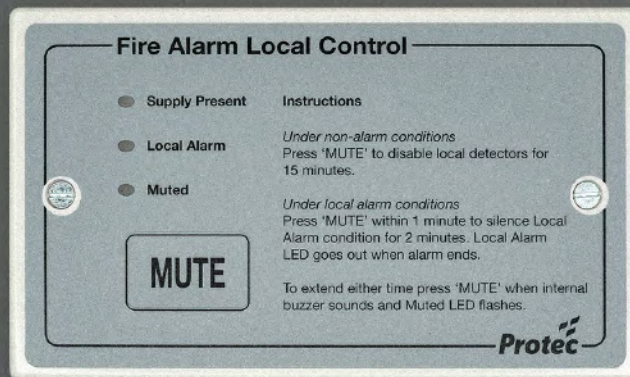 Fire Alarm Local Control
Supply Present
Local Alarm
Muted
MUTE
Instructions
Under non-alarm conditions
Press 'MUTE' to disable local detectors for
15 minutes.
Under local alarm conditions
Press 'MUTE' within 1 minute to silence Local
Alarm condition for 2 minutes. Local Alarm
LED goes out when alarm ends.
To extend either time press 'MUTE' when internal
buzzer sounds and Muted LED flashes.
Protec